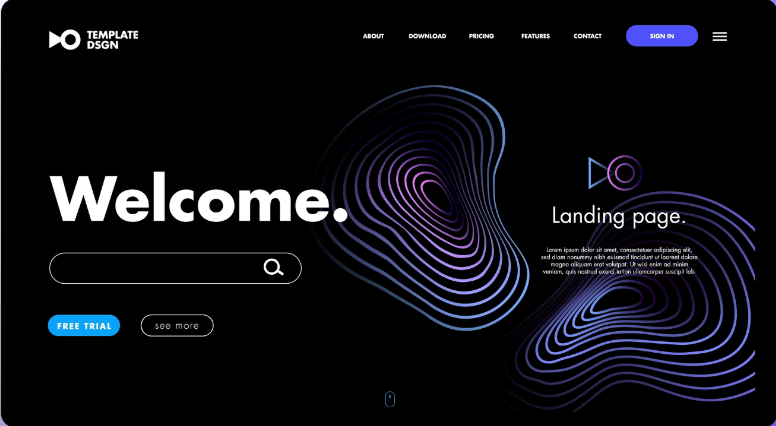 TEMPLATE
DSGN
ABOUT
DOWNLOAD
PRICING
FEATURES
CONTACT
SIGN IN
Welcome.
FREE TRIAL
see more
Landing page.
Lorem ipsum dolor sit amet, consectetuer adipiscing elit,
sed diam nonummy nibh euismod tincidunt ut laoreet dolore
magna aliquam erat volutpat. Ut wisi enim ad minim
veniam, quis nostrud exerci tation ullamcorper suscipit lob.